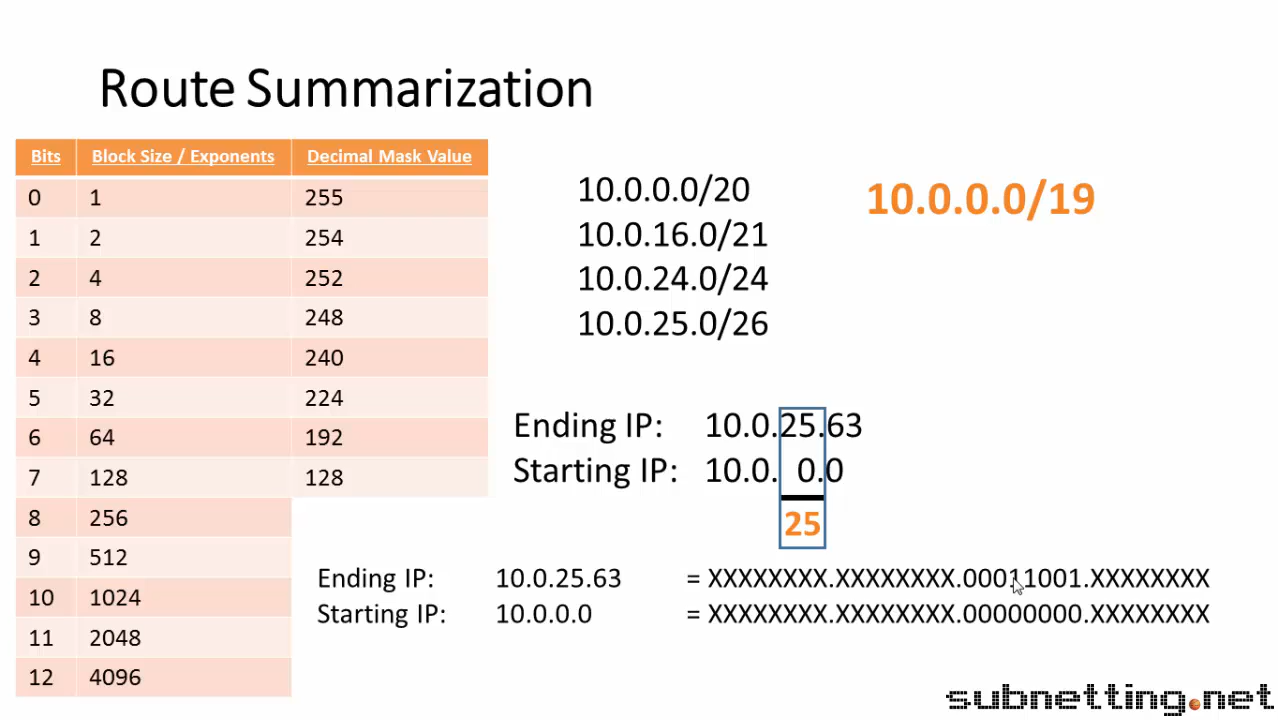 Route Summarization
Bits Block Size / Exponents Decimal Mask Value
0 1 255
1 2 254
2 4 252
3 8 248
4 16 240
5 32 224
6 64 192
7 128 128
8 256
9 512
10 1024
11 2048
12 4096
10.0.0.0/20
10.0.16.0/21
10.0.24.0/24
10.0.25.0/26
10.0.0.0/19
Ending IP: 10.0.25.63
Starting IP: 10.0. 0.0
25
Ending IP: 10.0.25.63 = XXXXXXXX.XXXXXXXX.00011001.XXXXXXXX
Starting IP: 10.0.0.0 = XXXXXXXX.XXXXXXXX.00000000.XXXXXXXX
subnetting.net